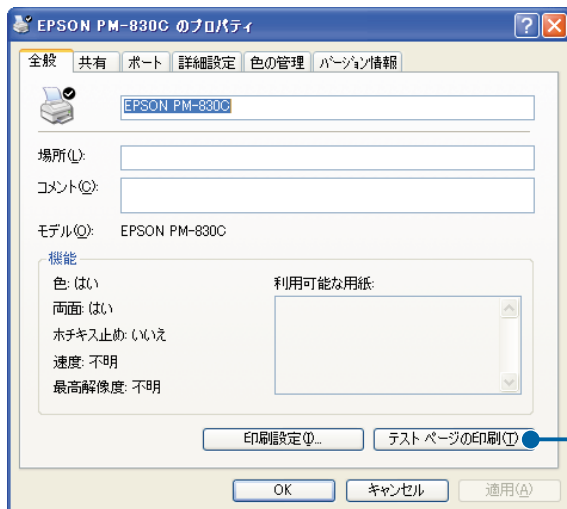 EPSON PM-830C のプロパティ
全般 共有 ポート 詳細設定 色の管理 バージョン情報
EPSON PM-830C
場所(L):
コメント(C):
モデル(O): EPSON PM-830C
機能
色: はい 利用可能な用紙:
両面: はい
ホチキス止め: いいえ
速度: 不明
最高解像度: 不明
印刷設定(I)... テスト ページの印刷(T)
OK キャンセル 適用(A)